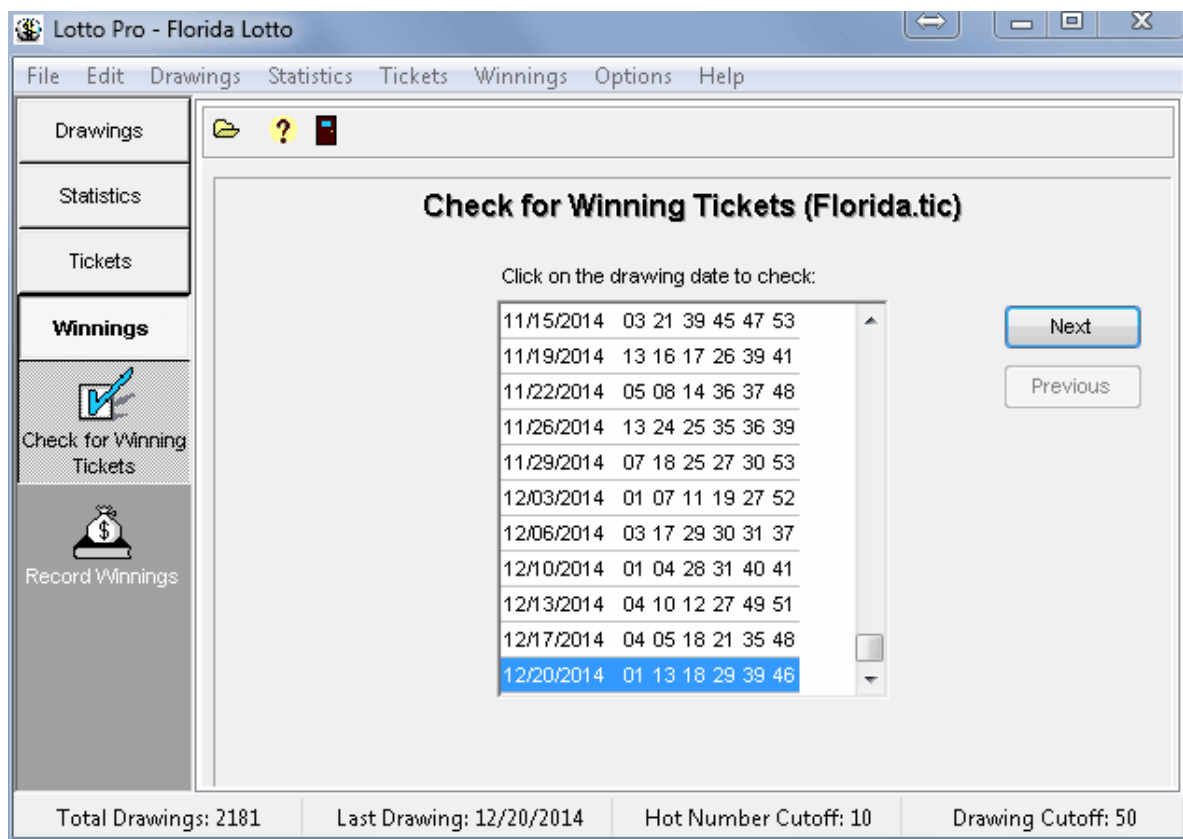 Lotto Pro - Florida Lotto
File Edit Drawings Statistics Tickets Winnings Options Help
Drawings
Statistics
Tickets
Winnings
Check for Winning
Tickets
Record Winnings
Check for Winning Tickets (Florida.tic)
Click on the drawing date to check:
11/15/2014 03 21 39 45 47 53
11/19/2014 13 16 17 26 39 41
11/22/2014 05 08 14 36 37 48
11/26/2014 13 24 25 35 36 39
11/29/2014 07 18 25 27 30 53
12/03/2014 01 07 11 19 27 52
12/06/2014 03 17 29 30 31 37
12/10/2014 01 04 28 31 40 41
12/13/2014 04 10 12 27 49 51
12/17/2014 04 05 18 21 35 48
12/20/2014 01 13 18 29 39 46
Next
Previous
Total Drawings: 2181 Last Drawing: 12/20/2014 Hot Number Cutoff: 10 Drawing Cutoff: 50